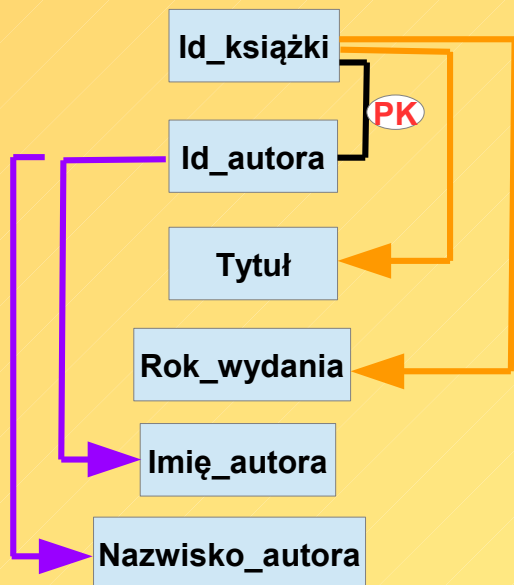 Id_książki
PK
Id_autora
Tytuł
Rok_wydania
Imię_autora
Nazwisko_autora